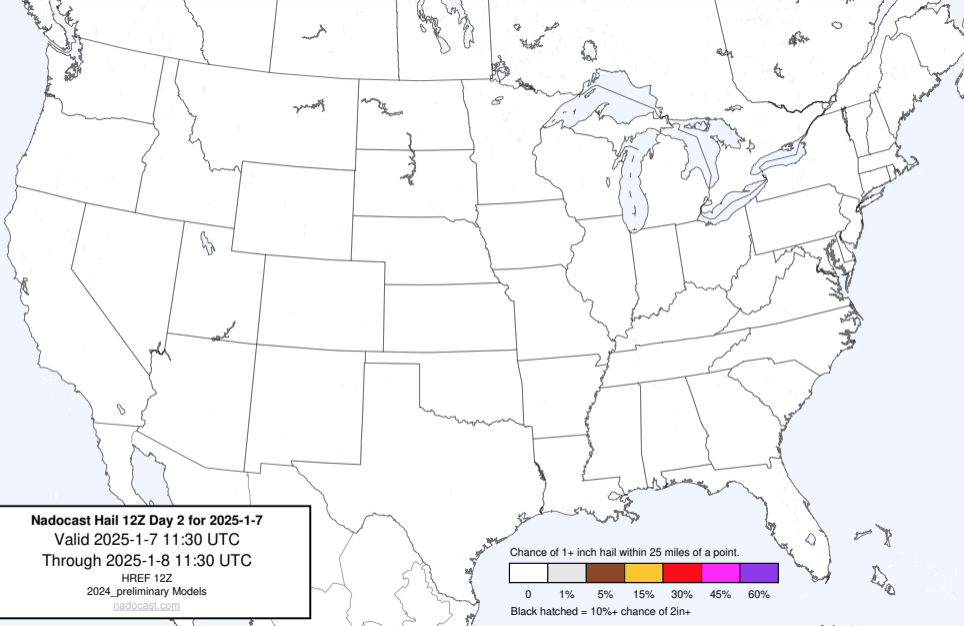 Nadocast Hail 12Z Day 2 for 2025-1-7
Valid 2025-1-7 11:30 UTC
Through 2025-1-8 11:30 UTC
HREF 12Z
2024_preliminary Models
nadocast.com
Chance of 1+ inch hail within 25 miles of a point.
0 1% 5% 15% 30% 45% 60%
Black hatched = 10%+ chance of 2in+